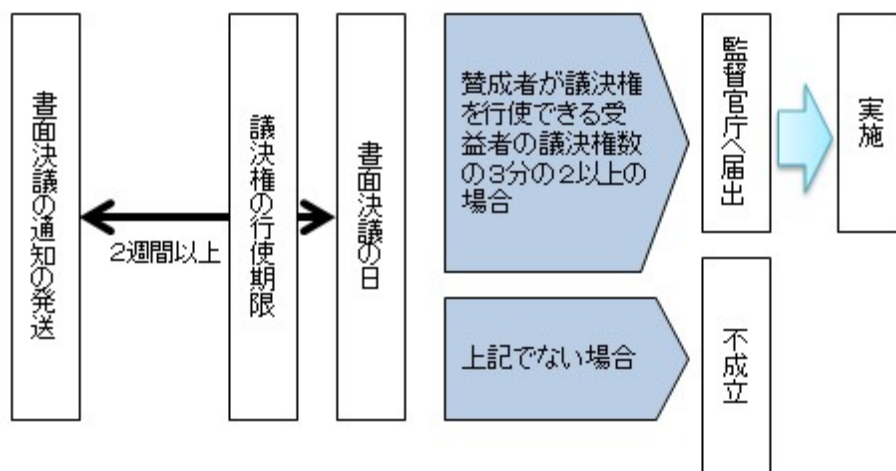 書面決議の通知の発送
2週間以上
議決権の行使期限
書面決議の日
賛成者が議決権
を行使できる受
益者の議決権数
の3分の2以上の
場合
監督官庁へ届出
実施
上記でない場合
不成立